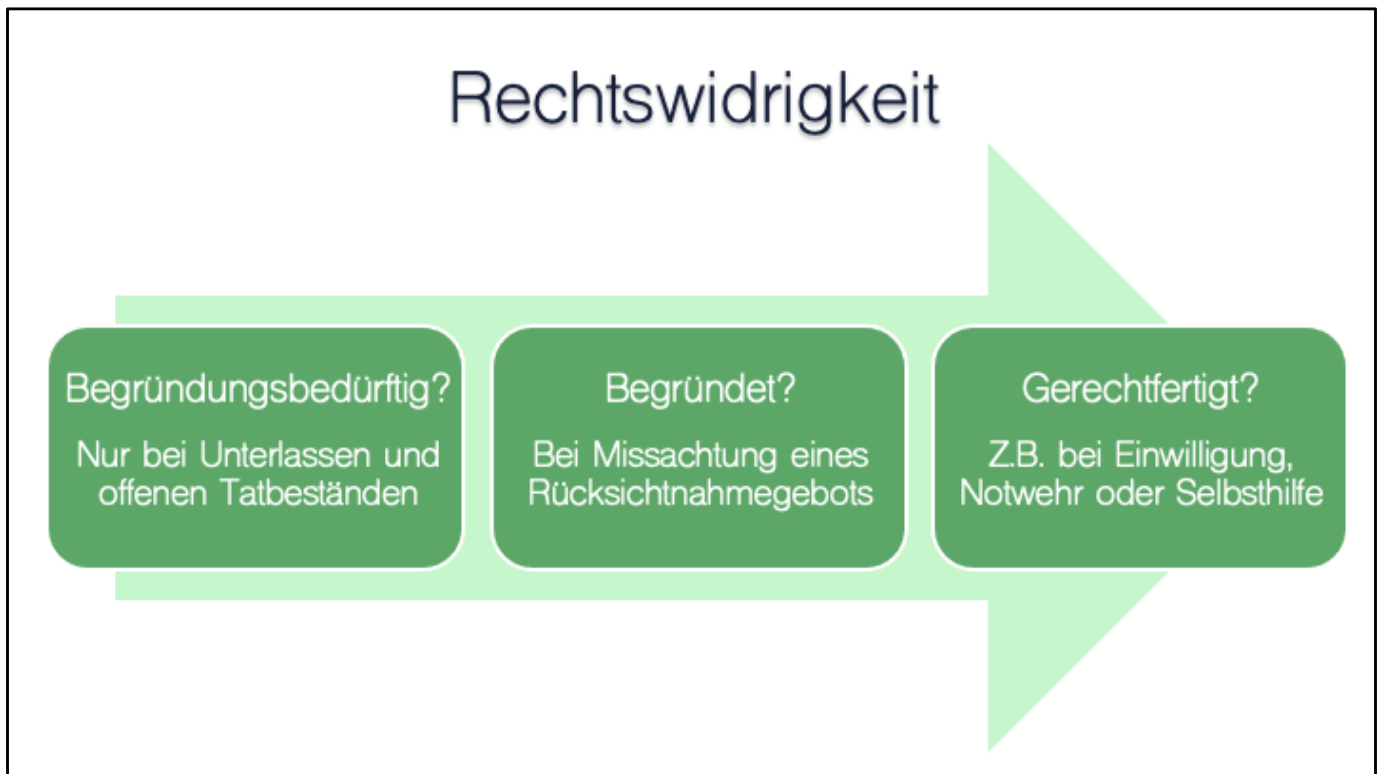 Rechtswidrigkeit
Begründungsbedürftig?
Nur bei Unterlassen und
offenen Tatbeständen
Begründet?
Bei Missachtung eines
Rücksichtnahmegebots
Gerechtfertigt?
Z.B. bei Einwilligung,
Notwehr oder Selbsthilfe